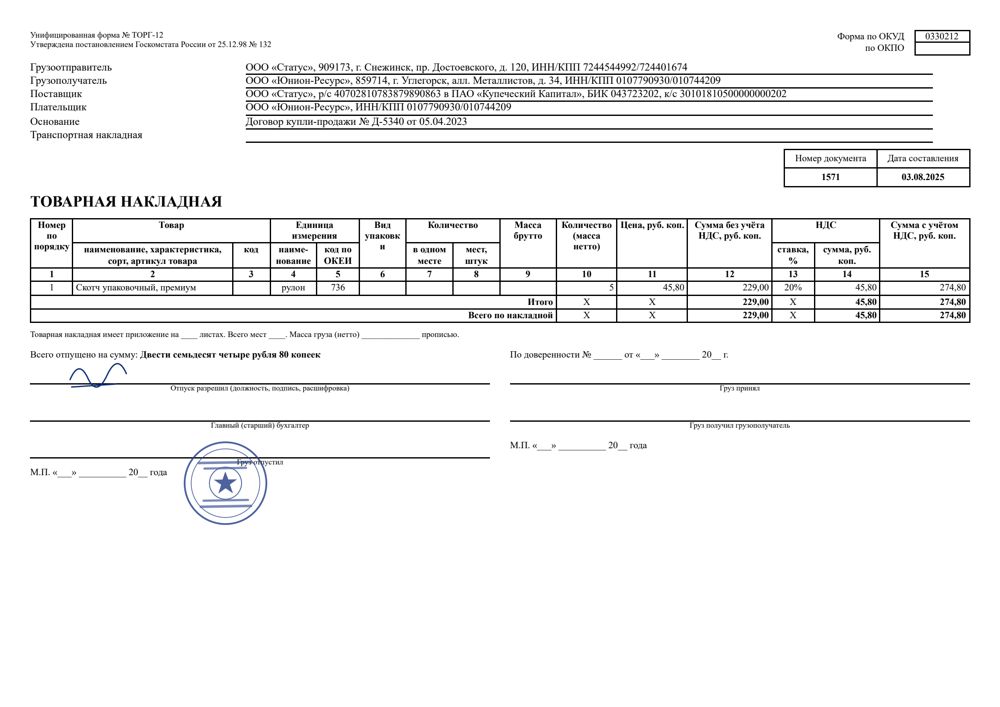 Унифицированная форма № ТОРГ-12
Утверждена постановлением Госкомстата России от 25.12.98 № 132
Форма по ОКУД 0330212
по ОКПО
Грузоотправитель ООО «Статус», 909173, г. Снежинск, пр. Достоевского, д. 120, ИНН/КПП 7244544992/724401674
Грузополучатель ООО «Юнион-Ресурс», 859714, г. Углегорск, алл. Металлистов, д. 34, ИНН/КПП 0107790930/010744209
Поставщик ООО «Статус», р/с 40702810783879890863 в ПАО «Купеческий Капитал», БИК 043723202, к/с 30101810500000000202
Плательщик ООО «Юнион-Ресурс», ИНН/КПП 0107790930/010744209
Основание Договор купли-продажи № Д-5340 от 05.04.2023
Транспортная накладная
Номер документа Дата составления
1571 03.08.2025
ТОВАРНАЯ НАКЛАДНАЯ
Номер по порядку Товар Единица измерения Вид упаковки Количество Масса брутто Количество (масса нетто) Цена, руб. коп. Сумма без учёта НДС, руб. коп. НДС Сумма с учётом НДС, руб. коп.
наименование, характеристика, сорт, артикул товара код наиме-нование код по ОКЕИ в одном месте мест, штук ставка, % сумма, руб. коп.
1 2 3 4 5 6 7 8 9 10 11 12 13 14 15
1 Скотч упаковочный, премиум рулон 736 5 45,80 229,00 20% 45,80 274,80
Итого X X 229,00 X 45,80 274,80
Всего по накладной X X 229,00 X 45,80 274,80
Товарная накладная имеет приложение на ____ листах. Всего мест ____. Масса груза (нетто) ______________ прописью.
Всего отпущено на сумму: Двести семьдесят четыре рубля 80 копеек
По доверенности № ______ от «___» ________ 20__ г.
Отпуск разрешил (должность, подпись, расшифровка)
Груз принял
Главный (старший) бухгалтер
Груз получил грузополучатель
Груз отпустил
М.П. «___» __________ 20__ года
М.П. «___» __________ 20__ года